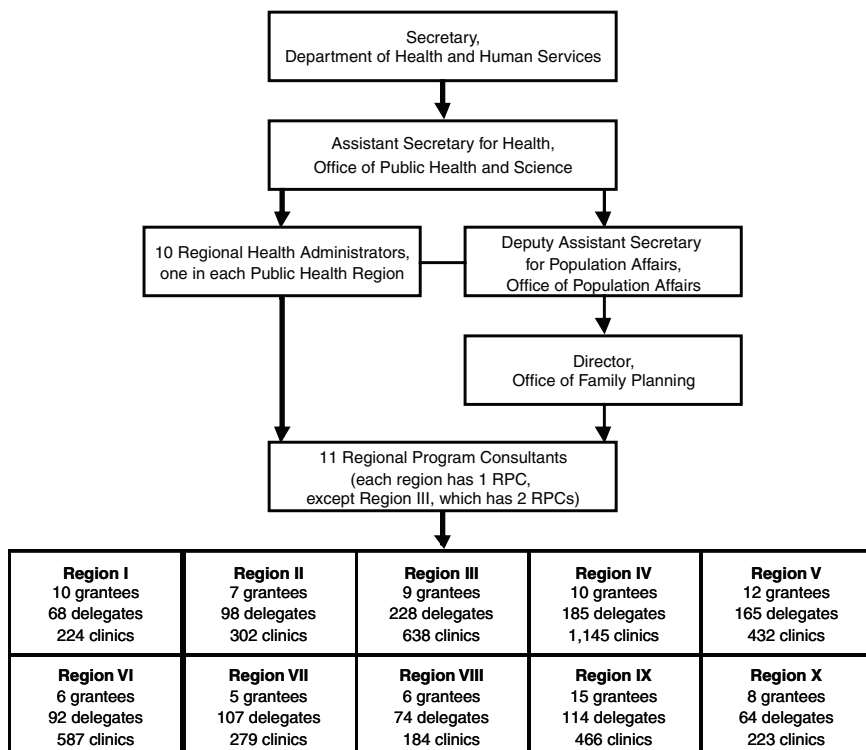 Secretary,
Department of Health and Human Services
Assistant Secretary for Health,
Office of Public Health and Science
10 Regional Health Administrators,
one in each Public Health Region
Deputy Assistant Secretary
for Population Affairs,
Office of Population Affairs
Director,
Office of Family Planning
11 Regional Program Consultants
(each region has 1 RPC,
except Region III, which has 2 RPCs)
Region I
10 grantees
68 delegates
224 clinics
Region II
7 grantees
98 delegates
302 clinics
Region III
9 grantees
228 delegates
638 clinics
Region IV
10 grantees
185 delegates
1,145 clinics
Region V
12 grantees
165 delegates
432 clinics
Region VI
6 grantees
92 delegates
587 clinics
Region VII
5 grantees
107 delegates
279 clinics
Region VIII
6 grantees
74 delegates
184 clinics
Region IX
15 grantees
114 delegates
466 clinics
Region X
8 grantees
64 delegates
223 clinics